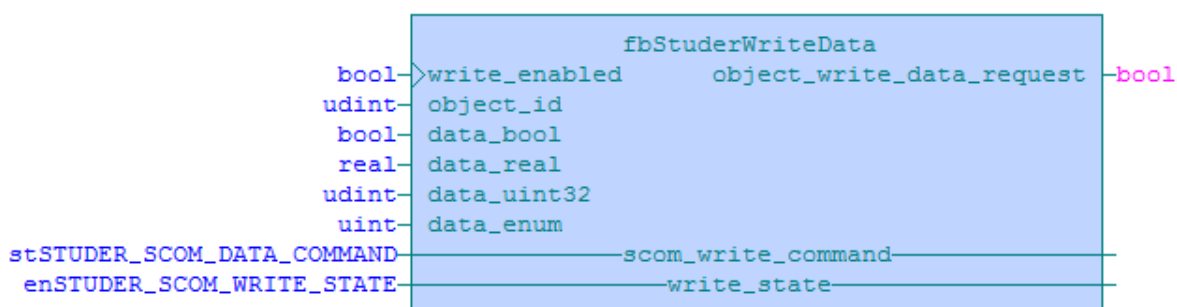 fbStuderWriteData
bool write_enabled object_write_data_request bool
udint object_id
bool data_bool
real data_real
udint data_uint32
uint data_enum
stSTUDER_SCOM_DATA_COMMAND scom_write_command
enSTUDER_SCOM_WRITE_STATE write_state